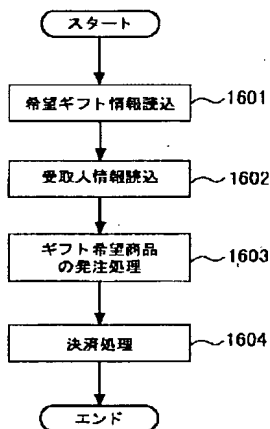 スタート
希望ギフト情報読込
1601
受取人情報読込
1602
ギフト希望商品
の発注処理
1603
決済処理
1604
エンド